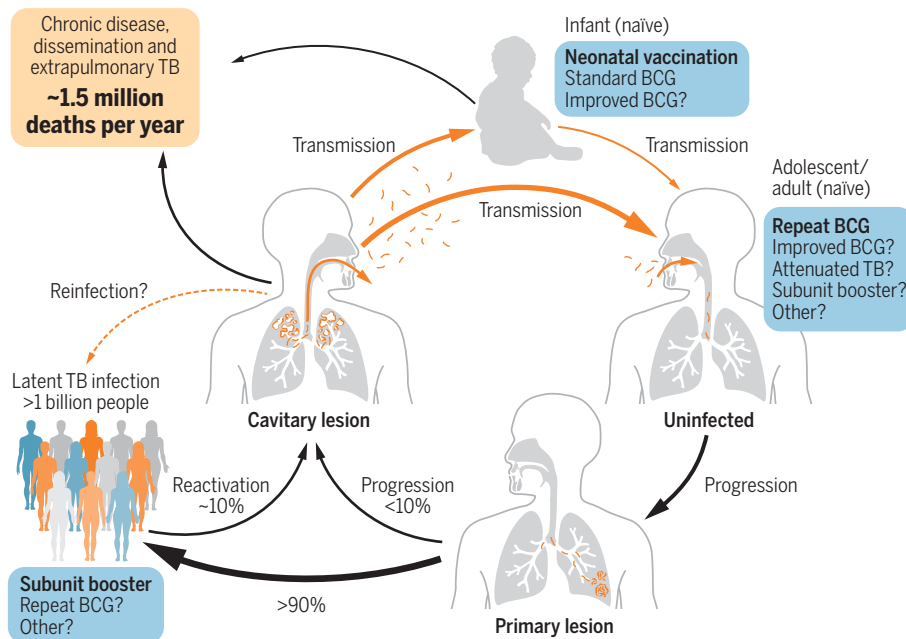 Chronic disease,
dissemination and
extrapulmonary TB
~1.5 million
deaths per year
Infant (naïve)
Neonatal vaccination
Standard BCG
Improved BCG?
Transmission
Transmission
Transmission
Adolescent/
adult (naïve)
Repeat BCG
Improved BCG?
Attenuated TB?
Subunit booster?
Other?
Reinfection?
Latent TB infection
>1 billion people
Cavitary lesion
Uninfected
Reactivation
~10%
Progression
<10%
Progression
>90%
Subunit booster
Repeat BCG?
Other?
Primary lesion